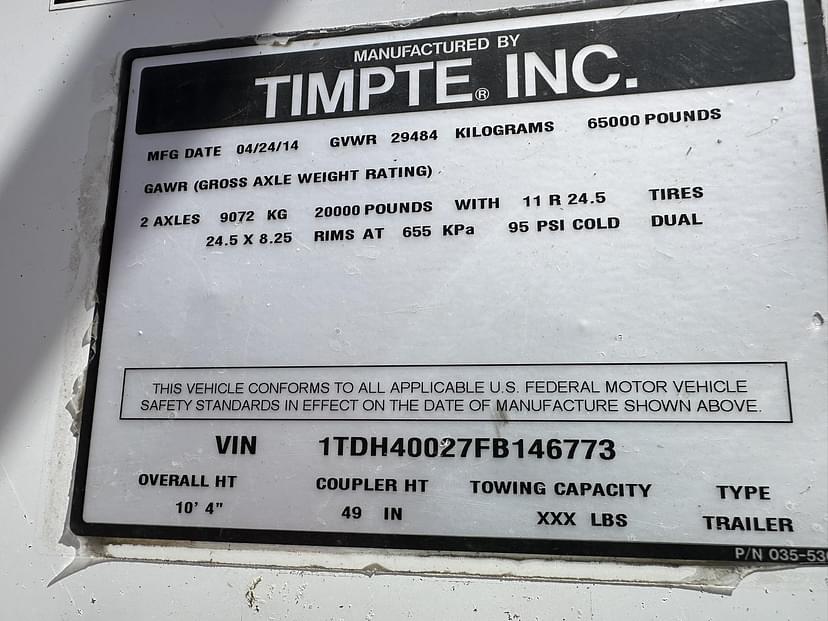 MANUFACTURED BY
TIMPTE® INC.
MFG DATE 04/24/14 GVWR 29484 KILOGRAMS 65000 POUNDS
GAWR (GROSS AXLE WEIGHT RATING)
2 AXLES 9072 KG 20000 POUNDS WITH 11 R 24.5 TIRES
24.5 X 8.25 RIMS AT 655 KPa 95 PSI COLD DUAL
THIS VEHICLE CONFORMS TO ALL APPLICABLE U.S. FEDERAL MOTOR VEHICLE
SAFETY STANDARDS IN EFFECT ON THE DATE OF MANUFACTURE SHOWN ABOVE.
VIN 1TDH40027FB146773
OVERALL HT COUPLER HT TOWING CAPACITY TYPE
10' 4" 49 IN XXX LBS TRAILER
P/N